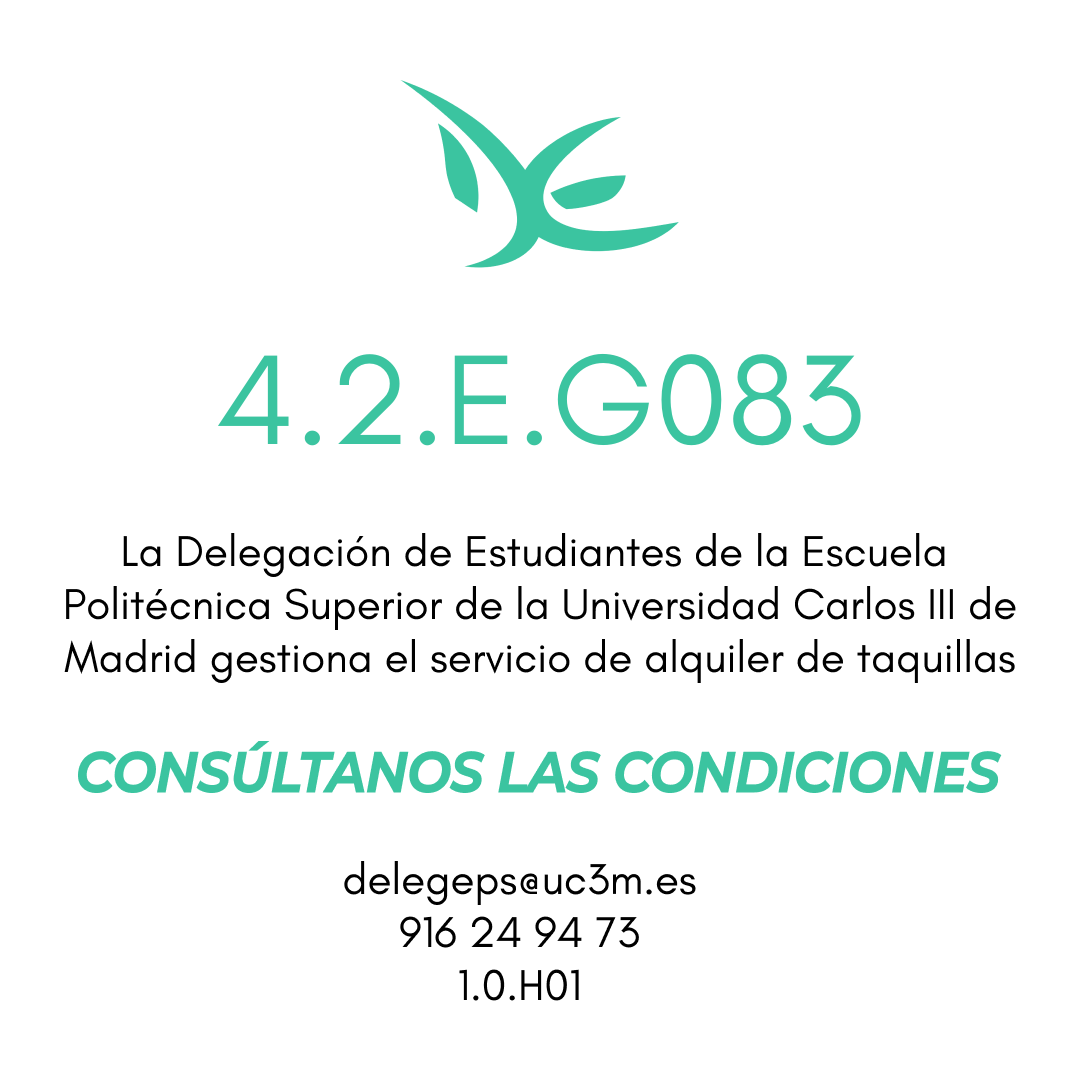 4.2.E.G083
La Delegación de Estudiantes de la Escuela
Politécnica Superior de la Universidad Carlos III de
Madrid gestiona el servicio de alquiler de taquillas
CONSÚLTANOS LAS CONDICIONES
delegeps@uc3m.es
916 24 94 73
1.0.H01